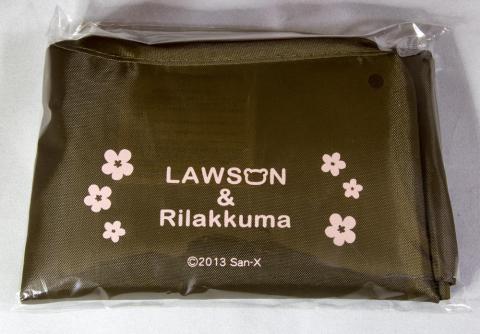 LAWSON
&
Rilakkuma
©2013 San-X